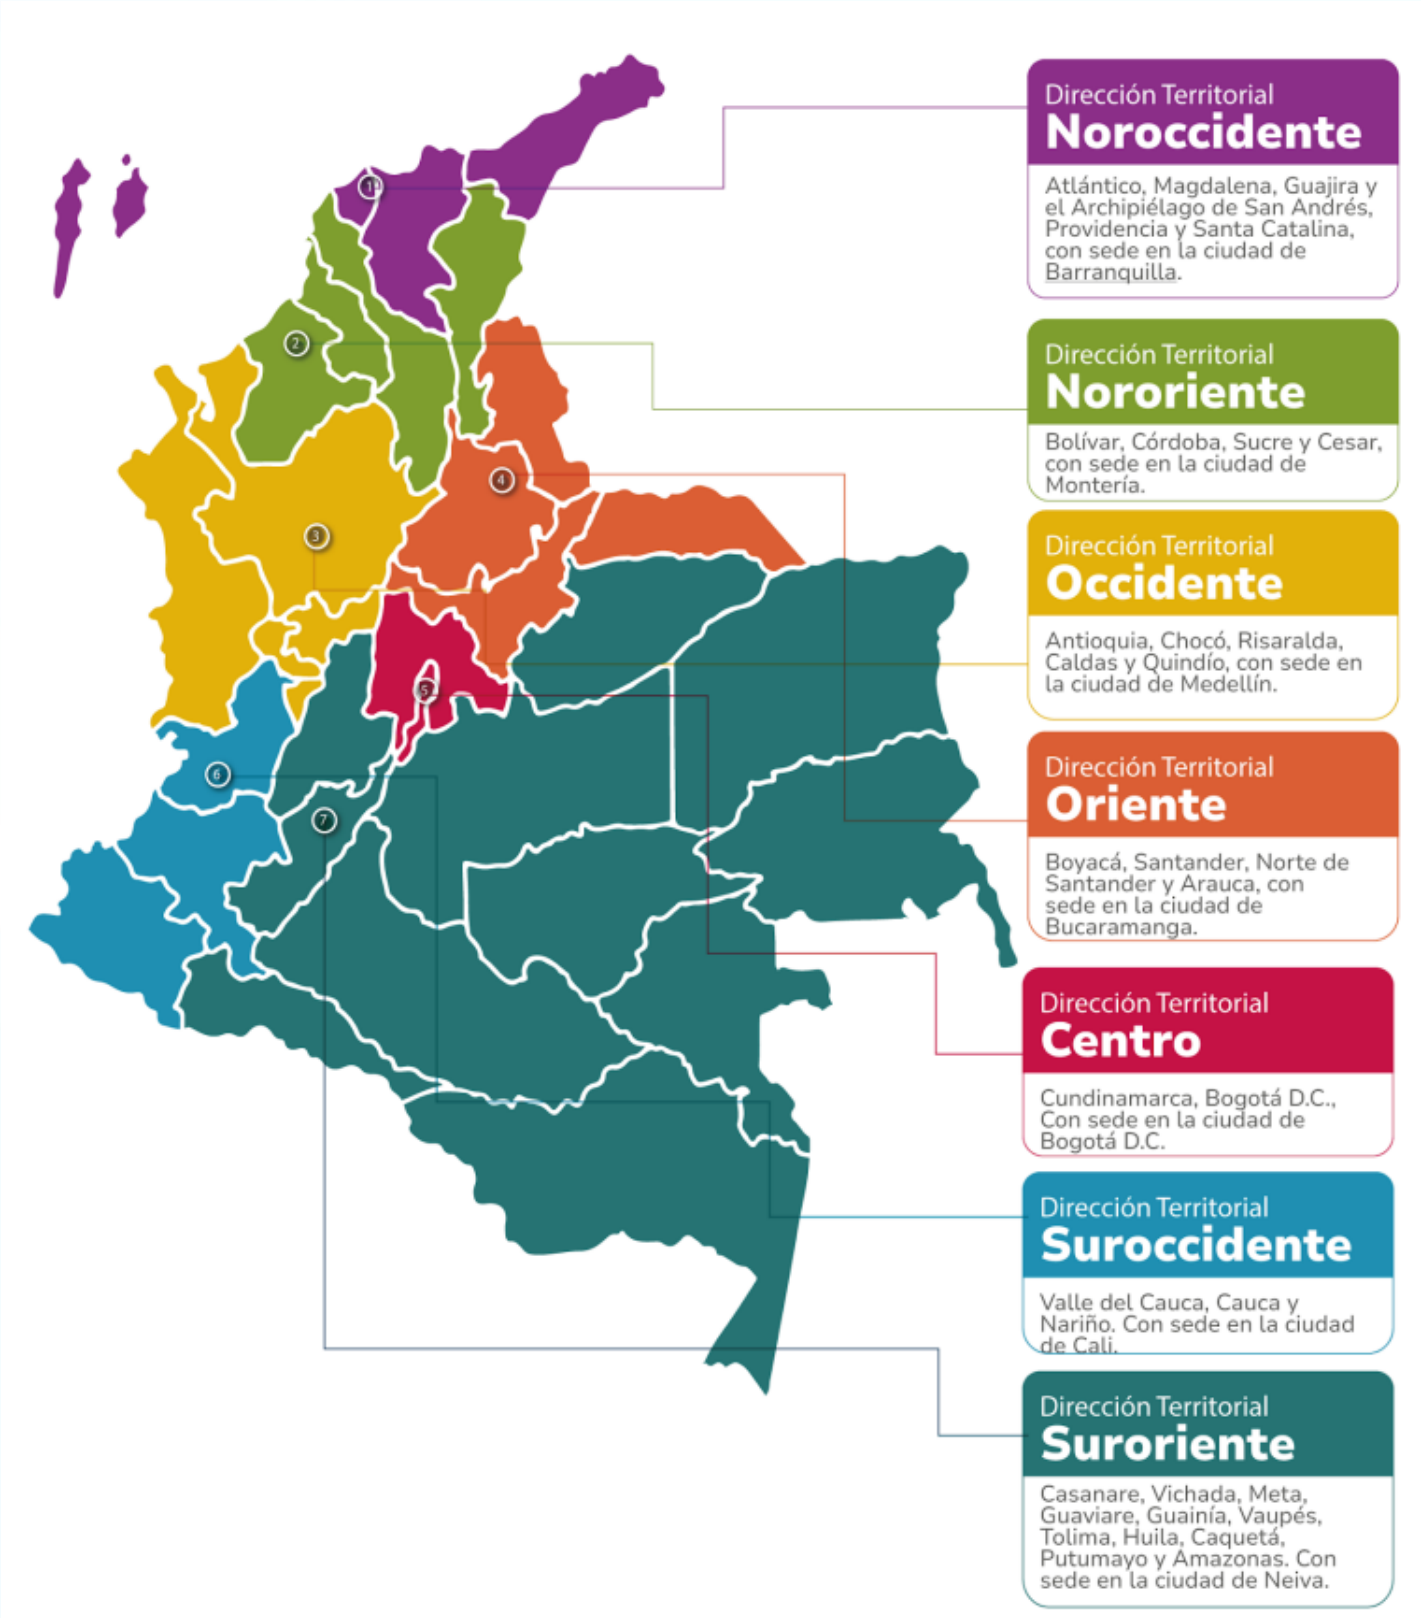 Dirección Territorial
Noroccidente
Atlántico, Magdalena, Guajira y
el Archipiélago de San Andrés,
Providencia y Santa Catalina,
con sede en la ciudad de
Barranquilla.
Dirección Territorial
Nororiente
Bolívar, Córdoba, Sucre y Cesar,
con sede en la ciudad de
Montería.
Dirección Territorial
Occidente
Antioquia, Chocó, Risaralda,
Caldas y Quindío, con sede en
la ciudad de Medellín.
Dirección Territorial
Oriente
Boyacá, Santander, Norte de
Santander y Arauca, con
sede en la ciudad de
Bucaramanga.
Dirección Territorial
Centro
Cundinamarca, Bogotá D.C.,
Con sede en la ciudad de
Bogotá D.C.
Dirección Territorial
Suroccidente
Valle del Cauca, Cauca y
Nariño. Con sede en la ciudad
de Cali.
Dirección Territorial
Suroriente
Casanare, Vichada, Meta,
Guaviare, Guainía, Vaupés,
Tolima, Huila, Caquetá,
Putumayo y Amazonas. Con
sede en la ciudad de Neiva.
1
2
3
4
5
6
7